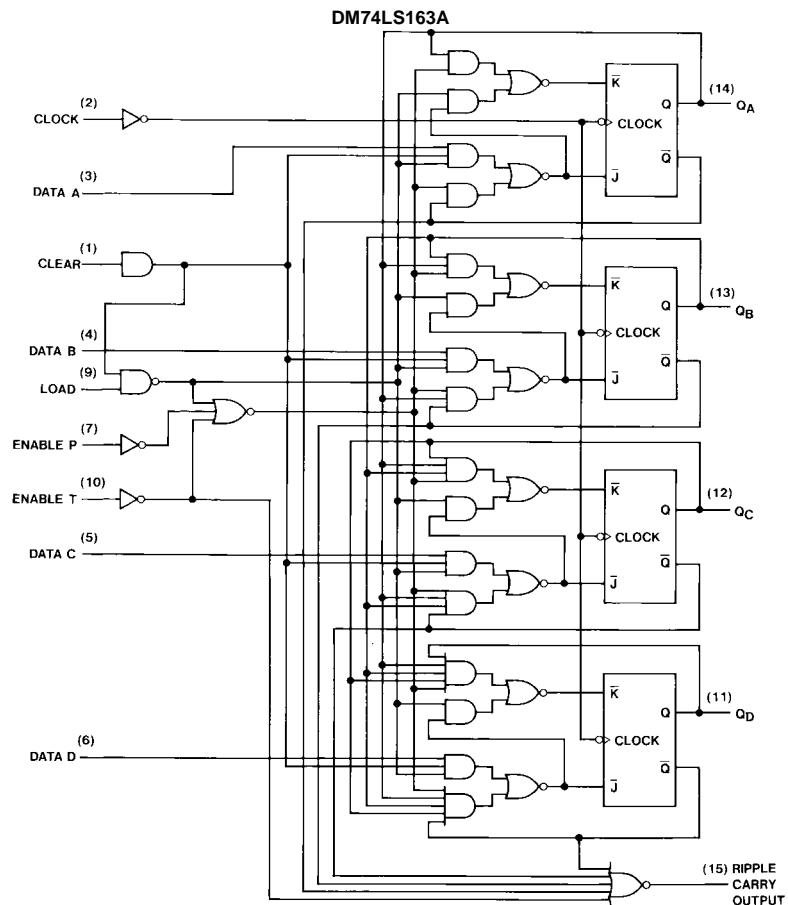 DM74LS163A
K
(2)
CLOCK
Q
(14)
QA
CLOCK
(3)
DATA A
Q
J
(1)
CLEAR
K
Q
(13)
QB
(4)
DATA B
CLOCK
Q
(9)
LOAD
J
(7)
ENABLE P
(10)
ENABLE T
K
Q
(12)
QC
(5)
DATA C
CLOCK
Q
J
K
Q
(11)
QD
(6)
DATA D
CLOCK
Q
J
(15) RIPPLE
CARRY
OUTPUT